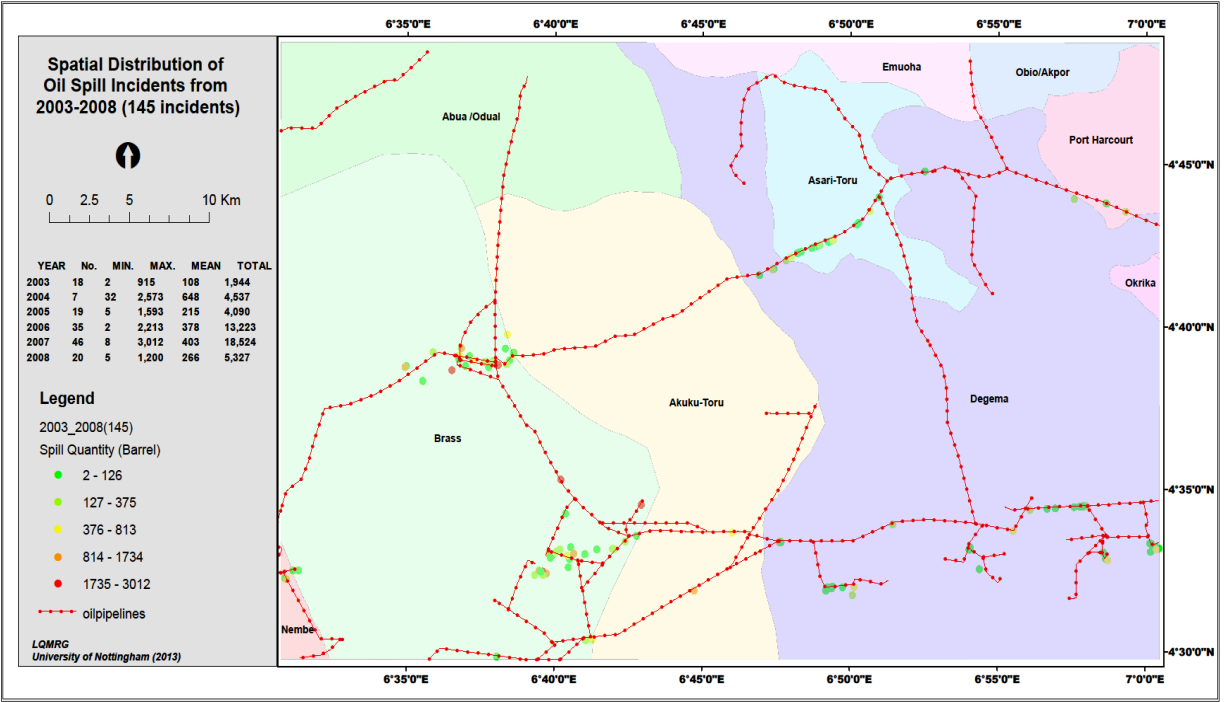 6°35'0"E 6°40'0"E 6°45'0"E 6°50'0"E 6°55'0"E 7°0'0"E
Spatial Distribution of
Oil Spill Incidents from
2003-2008 (145 incidents)
0 2.5 5 10 Km
YEAR No. MIN. MAX. MEAN TOTAL
2003 18 2 915 108 1,944
2004 7 32 2,573 648 4,537
2005 19 5 1,593 215 4,090
2006 35 2 2,213 378 13,223
2007 46 8 3,012 403 18,524
2008 20 5 1,200 266 5,327
Legend
2003_2008(145)
Spill Quantity (Barrel)
2 - 126
127 - 375
376 - 813
814 - 1734
1735 - 3012
oilpipelines
LQMRG
University of Nottingham (2013)
Emuoha
Obio/Akpor
Abua /Odual
Port Harcourt
Asari-Toru
Okrika
Akuku-Toru
Degema
Brass
Nembe
4°45'0"N
4°40'0"N
4°35'0"N
4°30'0"N
6°35'0"E 6°40'0"E 6°45'0"E 6°50'0"E 6°55'0"E 7°0'0"E